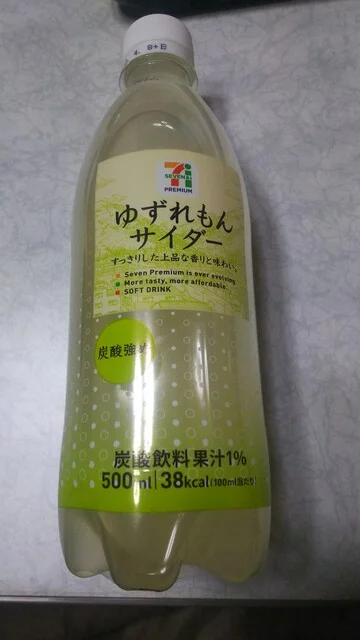 SEVEN&i
PREMIUM
ゆずれもん
サイダー
すっきりした上品な香りと味わい。
Seven Premium is ever evolving.
More tasty, more affordable.
SOFT DRINK
炭酸強め
炭酸飲料 果汁1%
500ml 38kcal(100ml当たり)